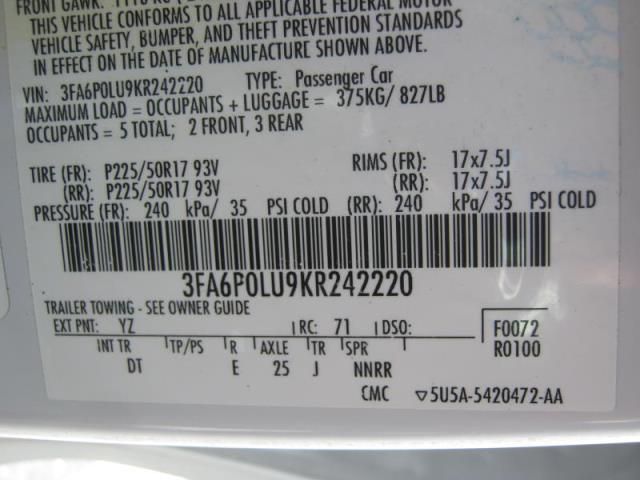 THIS VEHICLE CONFORMS TO ALL APPLICABLE FEDERAL MOTOR
VEHICLE SAFETY, BUMPER, AND THEFT PREVENTION STANDARDS
IN EFFECT ON THE DATE OF MANUFACTURE SHOWN ABOVE.
VIN: 3FA6P0LU9KR242220 TYPE: Passenger Car
MAXIMUM LOAD = OCCUPANTS + LUGGAGE = 375KG/ 827LB
OCCUPANTS = 5 TOTAL; 2 FRONT, 3 REAR
TIRE (FR): P225/50R17 93V RIMS (FR): 17x7.5J
(RR): P225/50R17 93V (RR): 17x7.5J
PRESSURE (FR): 240 kPa/ 35 PSI COLD (RR): 240 kPa/ 35 PSI COLD
3FA6P0LU9KR242220
TRAILER TOWING - SEE OWNER GUIDE
EXT PNT: YZ RC: 71 DSO: F0072
INT TR TP/PS R AXLE TR SPR R0100
DT E 25 J NNRR
CMC ▽5U5A-5420472-AA